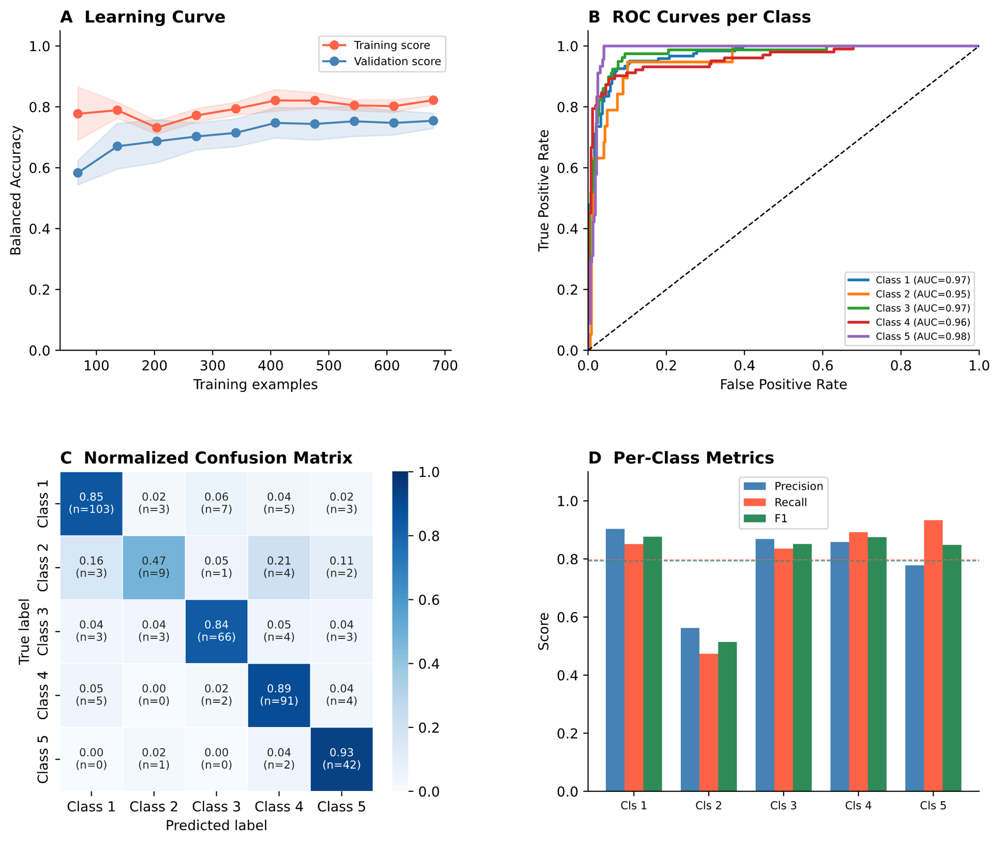 A Learning Curve
1.0
0.8
0.6
0.4
0.2
0.0
Balanced Accuracy
100 200 300 400 500 600 700
Training examples
Training score
Validation score
B ROC Curves per Class
1.0
0.8
0.6
0.4
0.2
0.0
True Positive Rate
0.0 0.2 0.4 0.6 0.8 1.0
False Positive Rate
Class 1 (AUC=0.97)
Class 2 (AUC=0.95)
Class 3 (AUC=0.97)
Class 4 (AUC=0.96)
Class 5 (AUC=0.98)
C Normalized Confusion Matrix
True label
Class 1
0.85 0.02 0.06 0.04 0.02
(n=103) (n=3) (n=7) (n=5) (n=3)
Class 2
0.16 0.47 0.05 0.21 0.11
(n=3) (n=9) (n=1) (n=4) (n=2)
Class 3
0.04 0.04 0.84 0.05 0.04
(n=3) (n=3) (n=66) (n=4) (n=3)
Class 4
0.05 0.00 0.02 0.89 0.04
(n=5) (n=0) (n=2) (n=91) (n=4)
Class 5
0.00 0.02 0.00 0.04 0.93
(n=0) (n=1) (n=0) (n=2) (n=42)
Class 1 Class 2 Class 3 Class 4 Class 5
Predicted label
1.0
0.8
0.6
0.4
0.2
0.0
D Per-Class Metrics
Precision
Recall
F1
1.0
0.8
0.6
0.4
0.2
0.0
Score
Cls 1 Cls 2 Cls 3 Cls 4 Cls 5